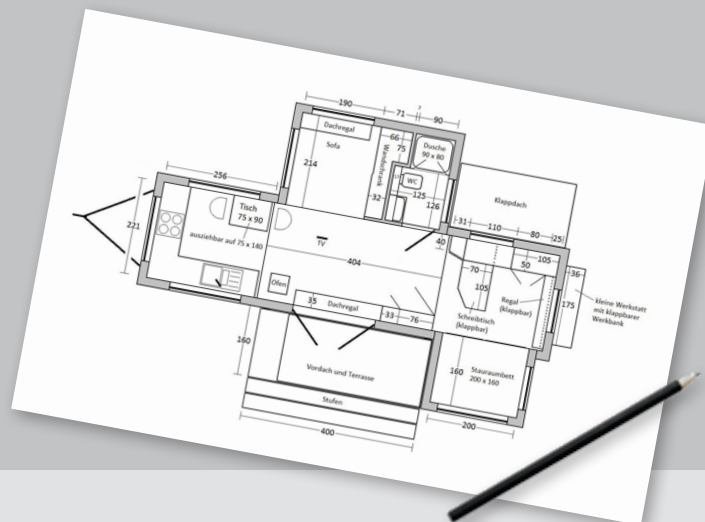 190
71
7
90
Dachregal
Sofa
66
75
Dusche
90 x 80
214
Wandschrank
WC
125
32
126
256
Tisch
75 x 90
221
ausziehbar auf 75 x 140
Klappdach
31
110
80
25
40
TV
404
105
50
36
70
105
Regal
(klappbar)
175
kleine Werkstatt
mit klappbarer
Werkbank
Ofen
35
Dachregal
33
76
Schreibtisch
(klappbar)
160
Vordach und Terrasse
160
Stauraumbett
200 x 160
Stufen
400
200